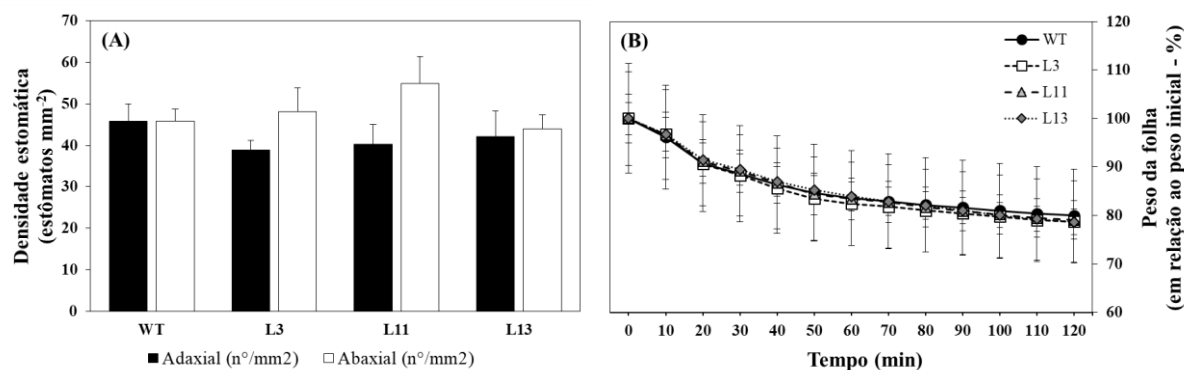 (A)
Densidade estomática
(estômatos mm-2)
70
60
50
40
30
20
10
0
WT
L3
L11
L13
Adaxial (n°/mm2)
Abaxial (n°/mm2)
(B)
WT
L3
L11
L13
120
110
100
90
80
70
60
Peso da folha
(em relação ao peso inicial - %)
0 10 20 30 40 50 60 70 80 90 100 110 120
Tempo (min)